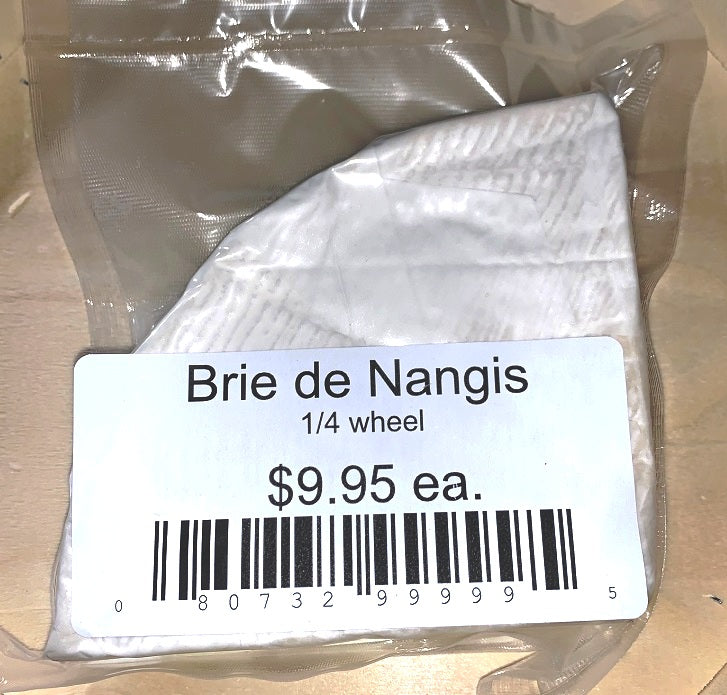 Brie de Nangis
1/4 wheel
$9.95 ea.
0 80732 99999 5